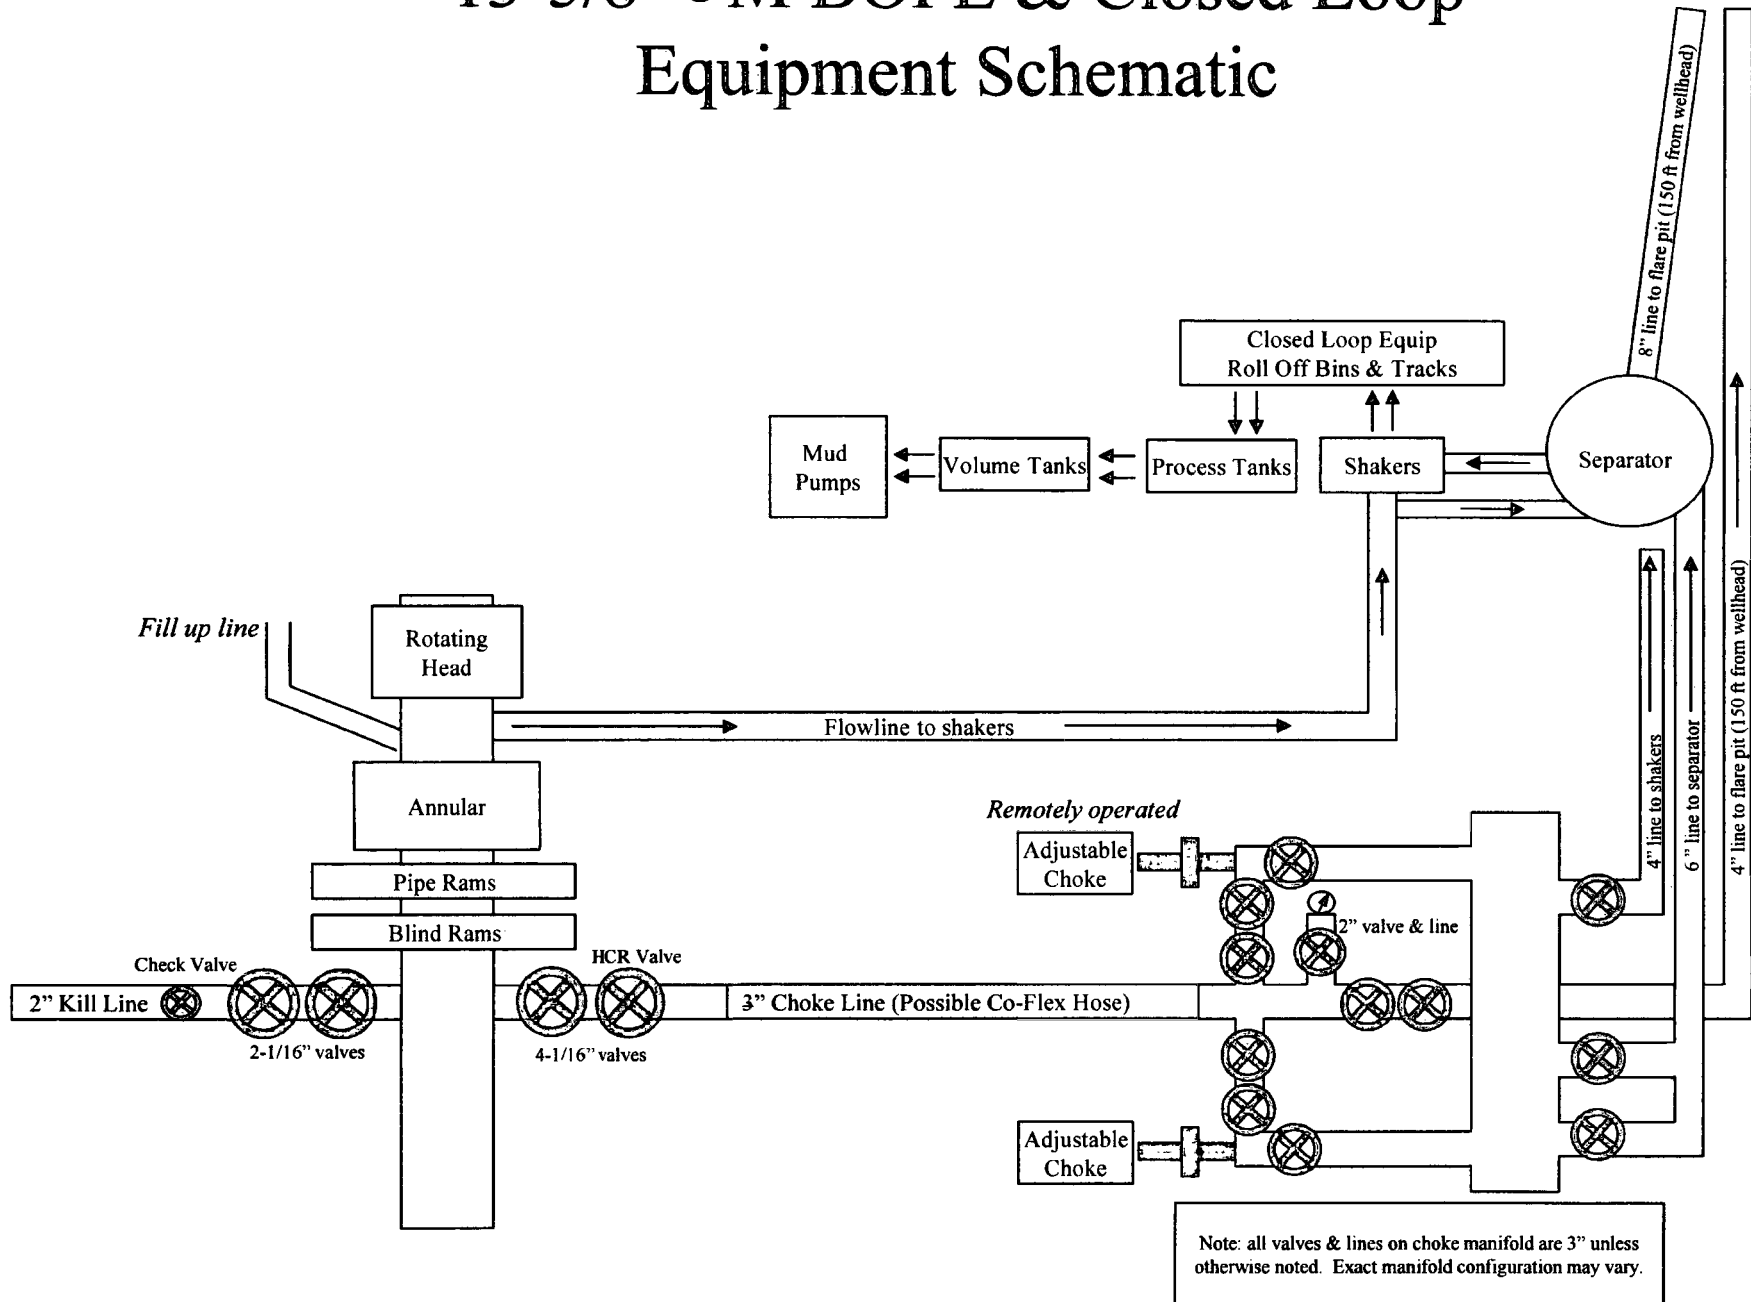 Equipment Schematic
8" line to flare pit (150 ft from wellhead)
Closed Loop Equip
Roll Off Bins & Tracks
Mud
Pumps
Volume Tanks
Process Tanks
Shakers
Separator
Fill up line
Rotating
Head
Flowline to shakers
4" line to shakers
6 " line to separator
4" line to flare pit (150 ft from wellhead)
Annular
Remotely operated
Adjustable
Choke
Pipe Rams
Blind Rams
2" valve & line
Check Valve
HCR Valve
2" Kill Line
3" Choke Line (Possible Co-Flex Hose)
2-1/16" valves
4-1/16" valves
Adjustable
Choke
Note: all valves & lines on choke manifold are 3" unless
otherwise noted. Exact manifold configuration may vary.